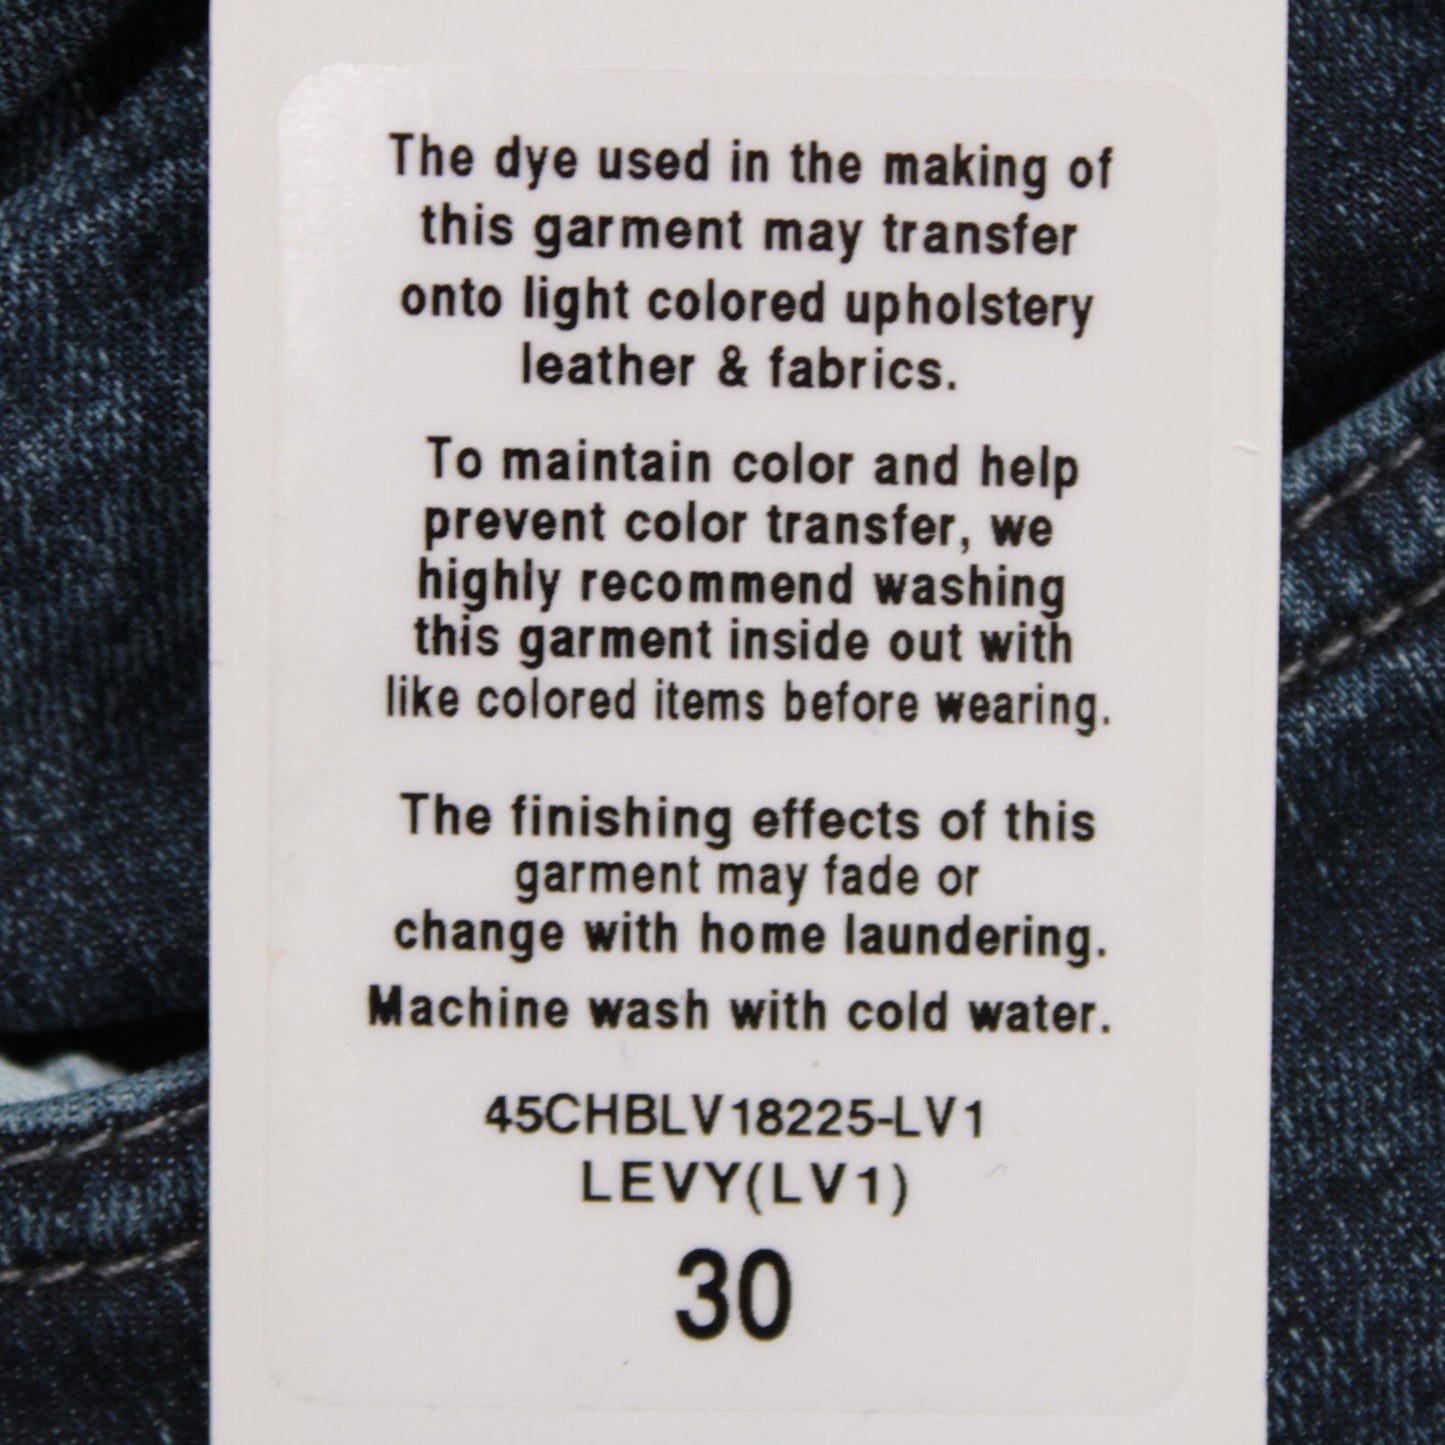 The dye used in the making of
this garment may transfer
onto light colored upholstery
leather & fabrics.
To maintain color and help
prevent color transfer, we
highly recommend washing
this garment inside out with
like colored items before wearing.
The finishing effects of this
garment may fade or
change with home laundering.
Machine wash with cold water.
45CHBLV18225-LV1
LEVY(LV1)
30